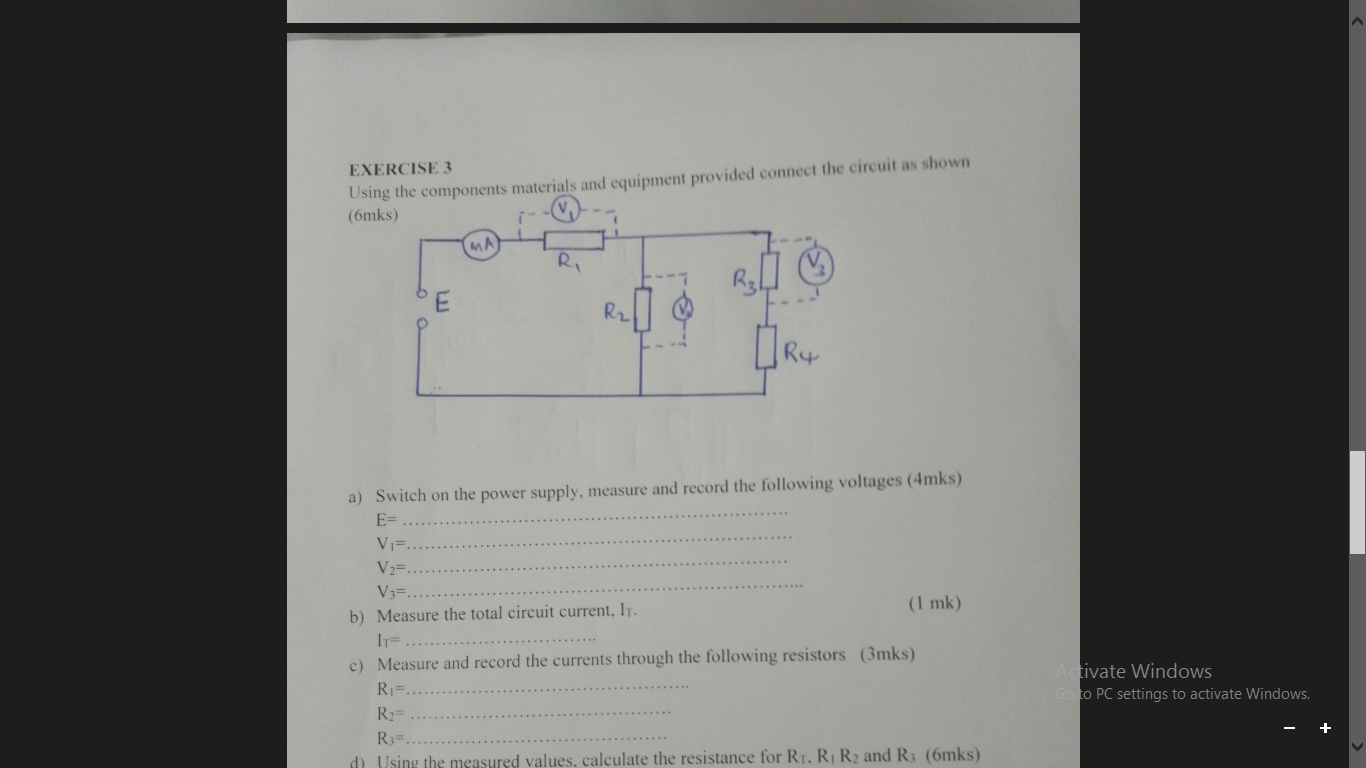 EXERCISE 3
Using the components materials and equipment provided connect the circuit as shown
(6mks)
V1
mA
R1
E
R2
R3
V3
R4
a) Switch on the power supply, measure and record the following voltages (4mks)
E= ...............................................................
V1=...............................................................
V2=...............................................................
V3=..................................................................
b) Measure the total circuit current, IT. (1 mk)
IT= ...............................
c) Measure and record the currents through the following resistors (3mks)
R1=..............................................
R2= ...........................................
R3=...........................................
d) Using the measured values, calculate the resistance for RT, R1 R2 and R3 (6mks)
Activate Windows
Go to PC settings to activate Windows.